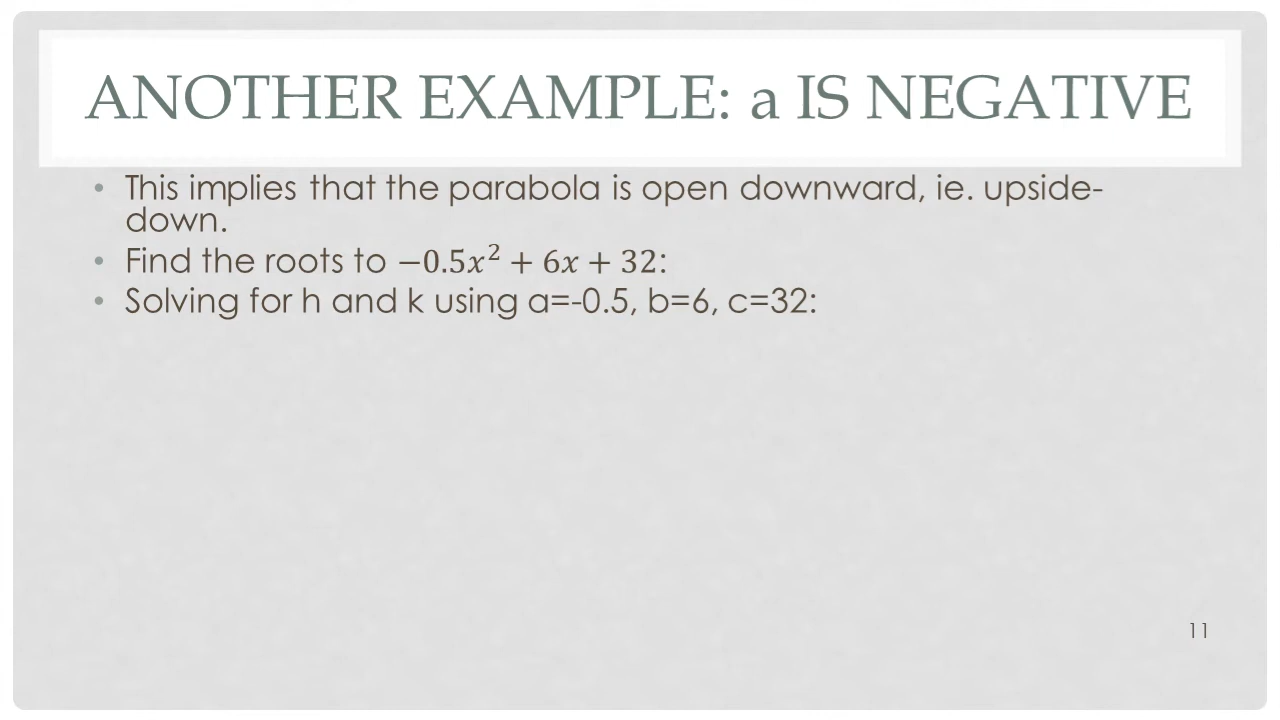 ANOTHER EXAMPLE: a IS NEGATIVE
• This implies that the parabola is open downward, ie. upside-
down.
• Find the roots to −0.5x² + 6x + 32:
• Solving for h and k using a=-0.5, b=6, c=32:
11